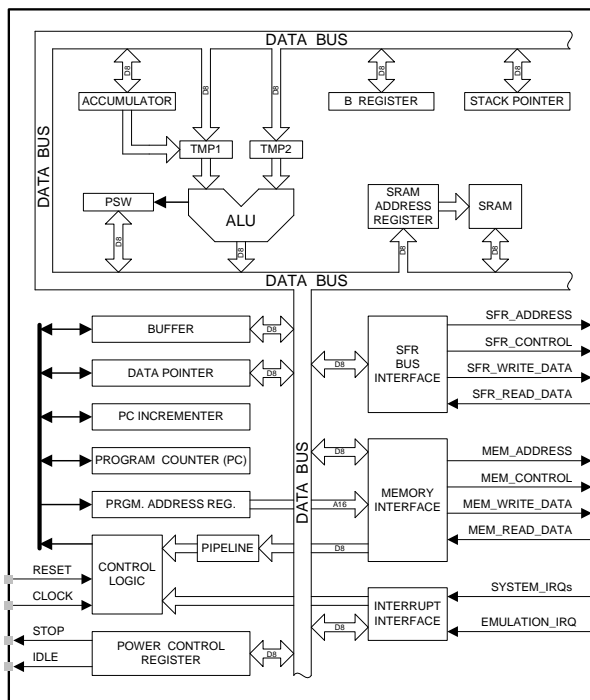 DATA BUS
D8
D8
D8
D8
D8
ACCUMULATOR
B REGISTER
STACK POINTER
DATA BUS
TMP1
TMP2
PSW
ALU
SRAM
ADDRESS
REGISTER
SRAM
D8
D8
D8
D8
DATA BUS
BUFFER
D8
DATA POINTER
D8
PC INCREMENTER
PROGRAM COUNTER (PC)
PRGM. ADDRESS REG.
A16
DATA BUS
CONTROL
LOGIC
PIPELINE
D8
RESET
CLOCK
STOP
IDLE
POWER CONTROL
REGISTER
D8
D8
SFR
BUS
INTERFACE
SFR_ADDRESS
SFR_CONTROL
SFR_WRITE_DATA
SFR_READ_DATA
D8
MEMORY
INTERFACE
MEM_ADDRESS
MEM_CONTROL
MEM_WRITE_DATA
MEM_READ_DATA
INTERRUPT
INTERFACE
D8
SYSTEM_IRQs
EMULATION_IRQ